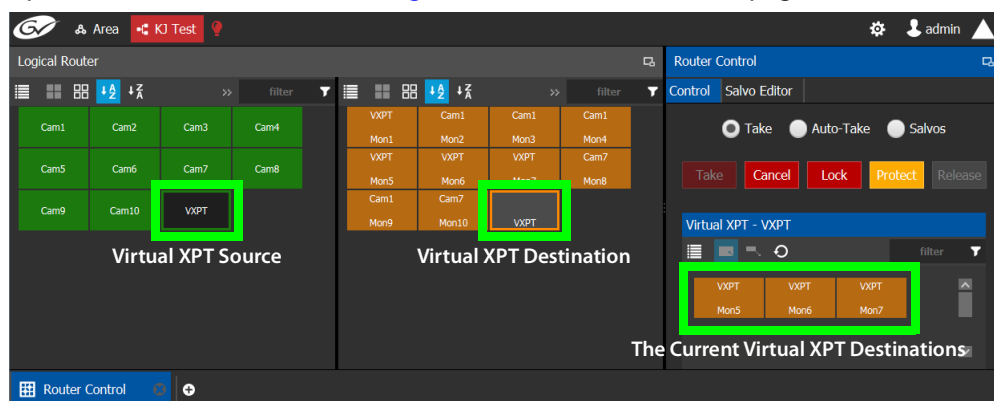 GV Area KJ Test admin
Logical Router
filter
filter
Cam1 Cam2 Cam3 Cam4
Cam5 Cam6 Cam7 Cam8
Cam9 Cam10 VXPT
Virtual XPT Source
VXPT Cam1 Cam1 Cam1
Mon1 Mon2 Mon3 Mon4
VXPT VXPT VXPT Cam7
Mon5 Mon6 Mon7 Mon8
Cam1 Cam7
Mon9 Mon10 VXPT
Virtual XPT Destination
Router Control
Control Salvo Editor
Take Auto-Take Salvos
Take Cancel Lock Protect Release
Virtual XPT - VXPT
filter
VXPT VXPT VXPT
Mon5 Mon6 Mon7
The Current Virtual XPT Destinations
Router Control